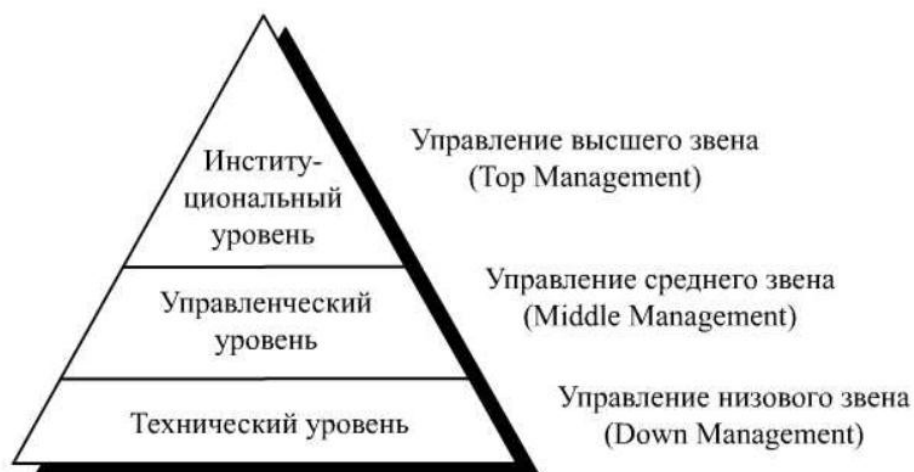 Институ-
циональный
уровень
Управление высшего звена
(Top Management)
Управленческий
уровень
Управление среднего звена
(Middle Management)
Технический уровень
Управление низового звена
(Down Management)